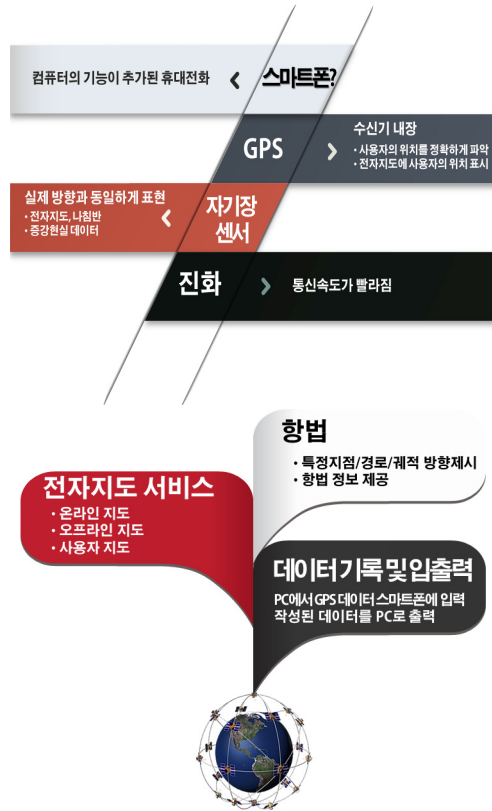 컴퓨터의 기능이 추가된 휴대전화
스마트폰?
GPS
수신기 내장
• 사용자의 위치를 정확하게 파악
• 전자지도에 사용자의 위치 표시
실제 방향과 동일하게 표현
• 전자지도, 나침반
• 증강현실 데이터
자기장
센서
진화
통신속도가 빨라짐
항법
• 특정지점/경로/궤적 방향제시
• 항법 정보 제공
전자지도 서비스
• 온라인 지도
• 오프라인 지도
• 사용자 지도
데이터 기록 및 입출력
PC에서 GPS 데이터 스마트폰에 입력
작성된 데이터를 PC로 출력